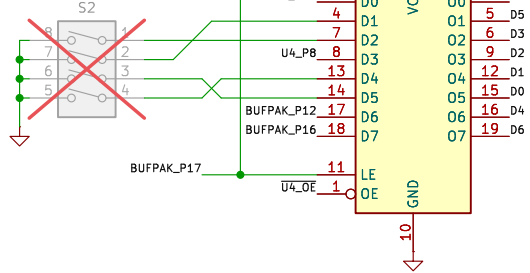 S2
8 1
7 2
6 3
5 4
4 D1 O1 5 D5
7 D2 O2 6 D3
U4_P8 8 D3 O3 9 D2
13 D4 O4 12 D1
14 D5 O5 15 D0
BUFPAK_P12 17 D6 O6 16 D4
BUFPAK_P16 18 D7 O7 19 D6
BUFPAK_P17 11 LE
U4_OE 1 OE
GND
10